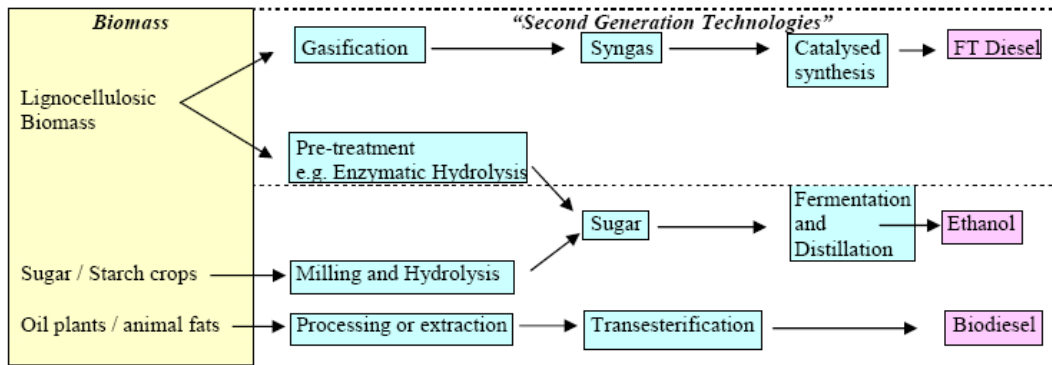 Biomass
“Second Generation Technologies”
Gasification
Syngas
Catalysed
synthesis
FT Diesel
Lignocellulosic
Biomass
Pre-treatment
e.g. Enzymatic Hydrolysis
Sugar
Fermentation
and
Distillation
Ethanol
Sugar / Starch crops
Milling and Hydrolysis
Oil plants / animal fats
Processing or extraction
Transesterification
Biodiesel